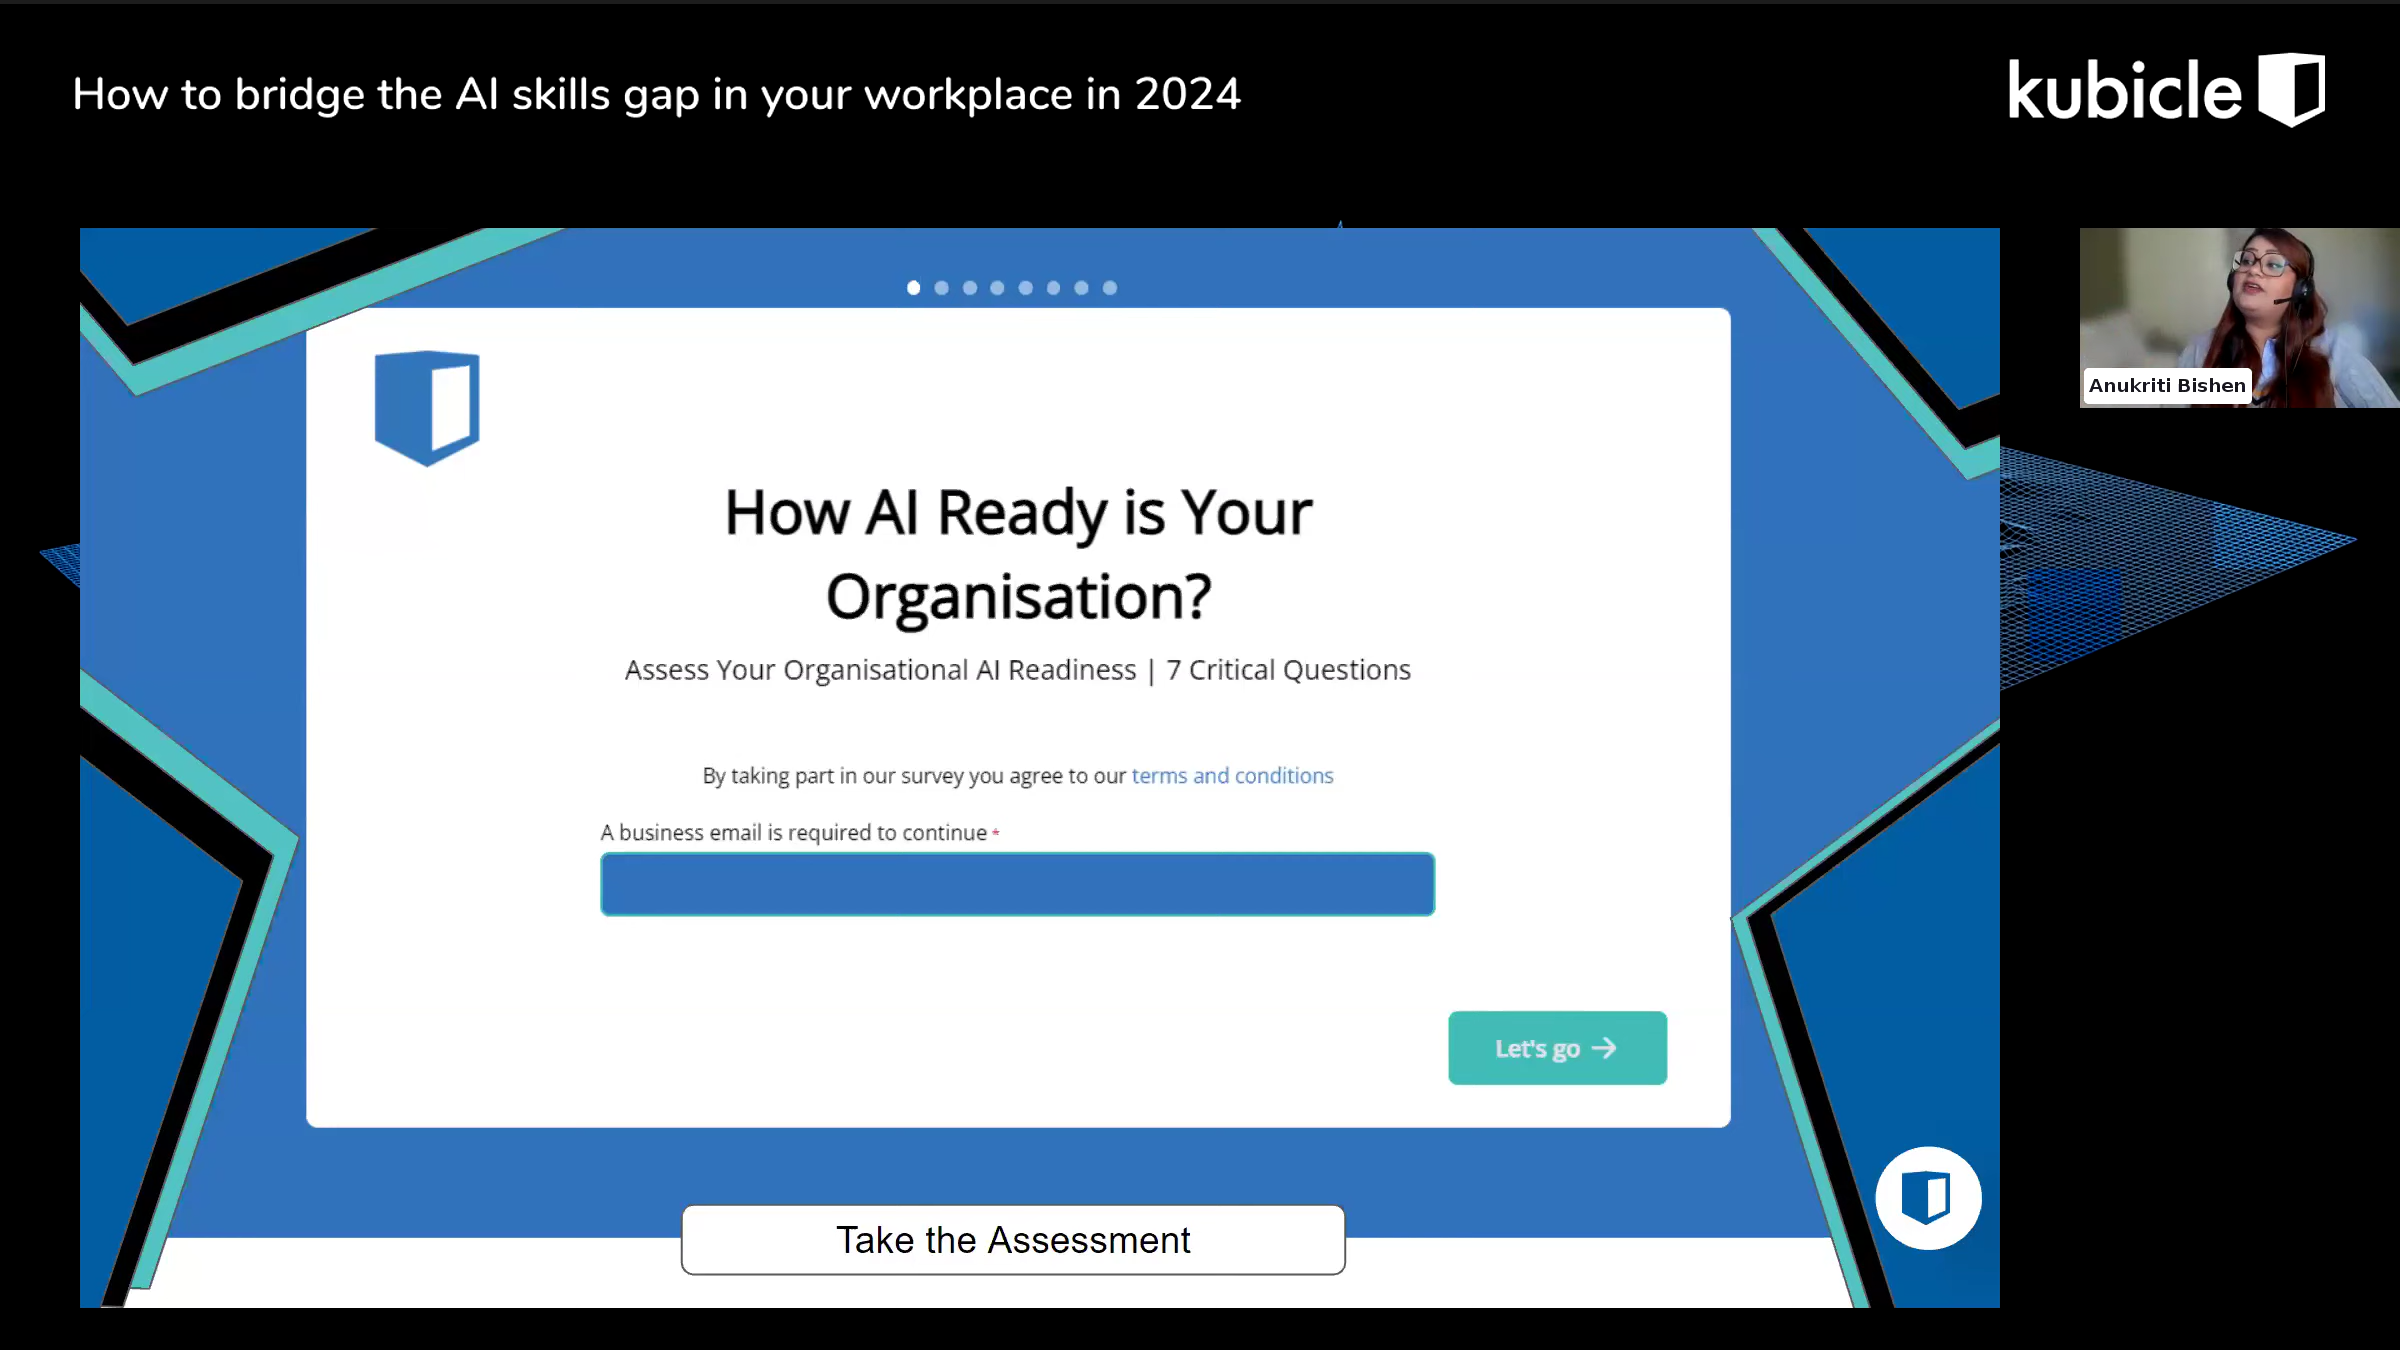 How to bridge the AI skills gap in your workplace in 2024
kubicle
Anukriti Bishen
How AI Ready is Your
Organisation?
Assess Your Organisational AI Readiness | 7 Critical Questions
By taking part in our survey you agree to our terms and conditions
A business email is required to continue *
Let's go →
Take the Assessment